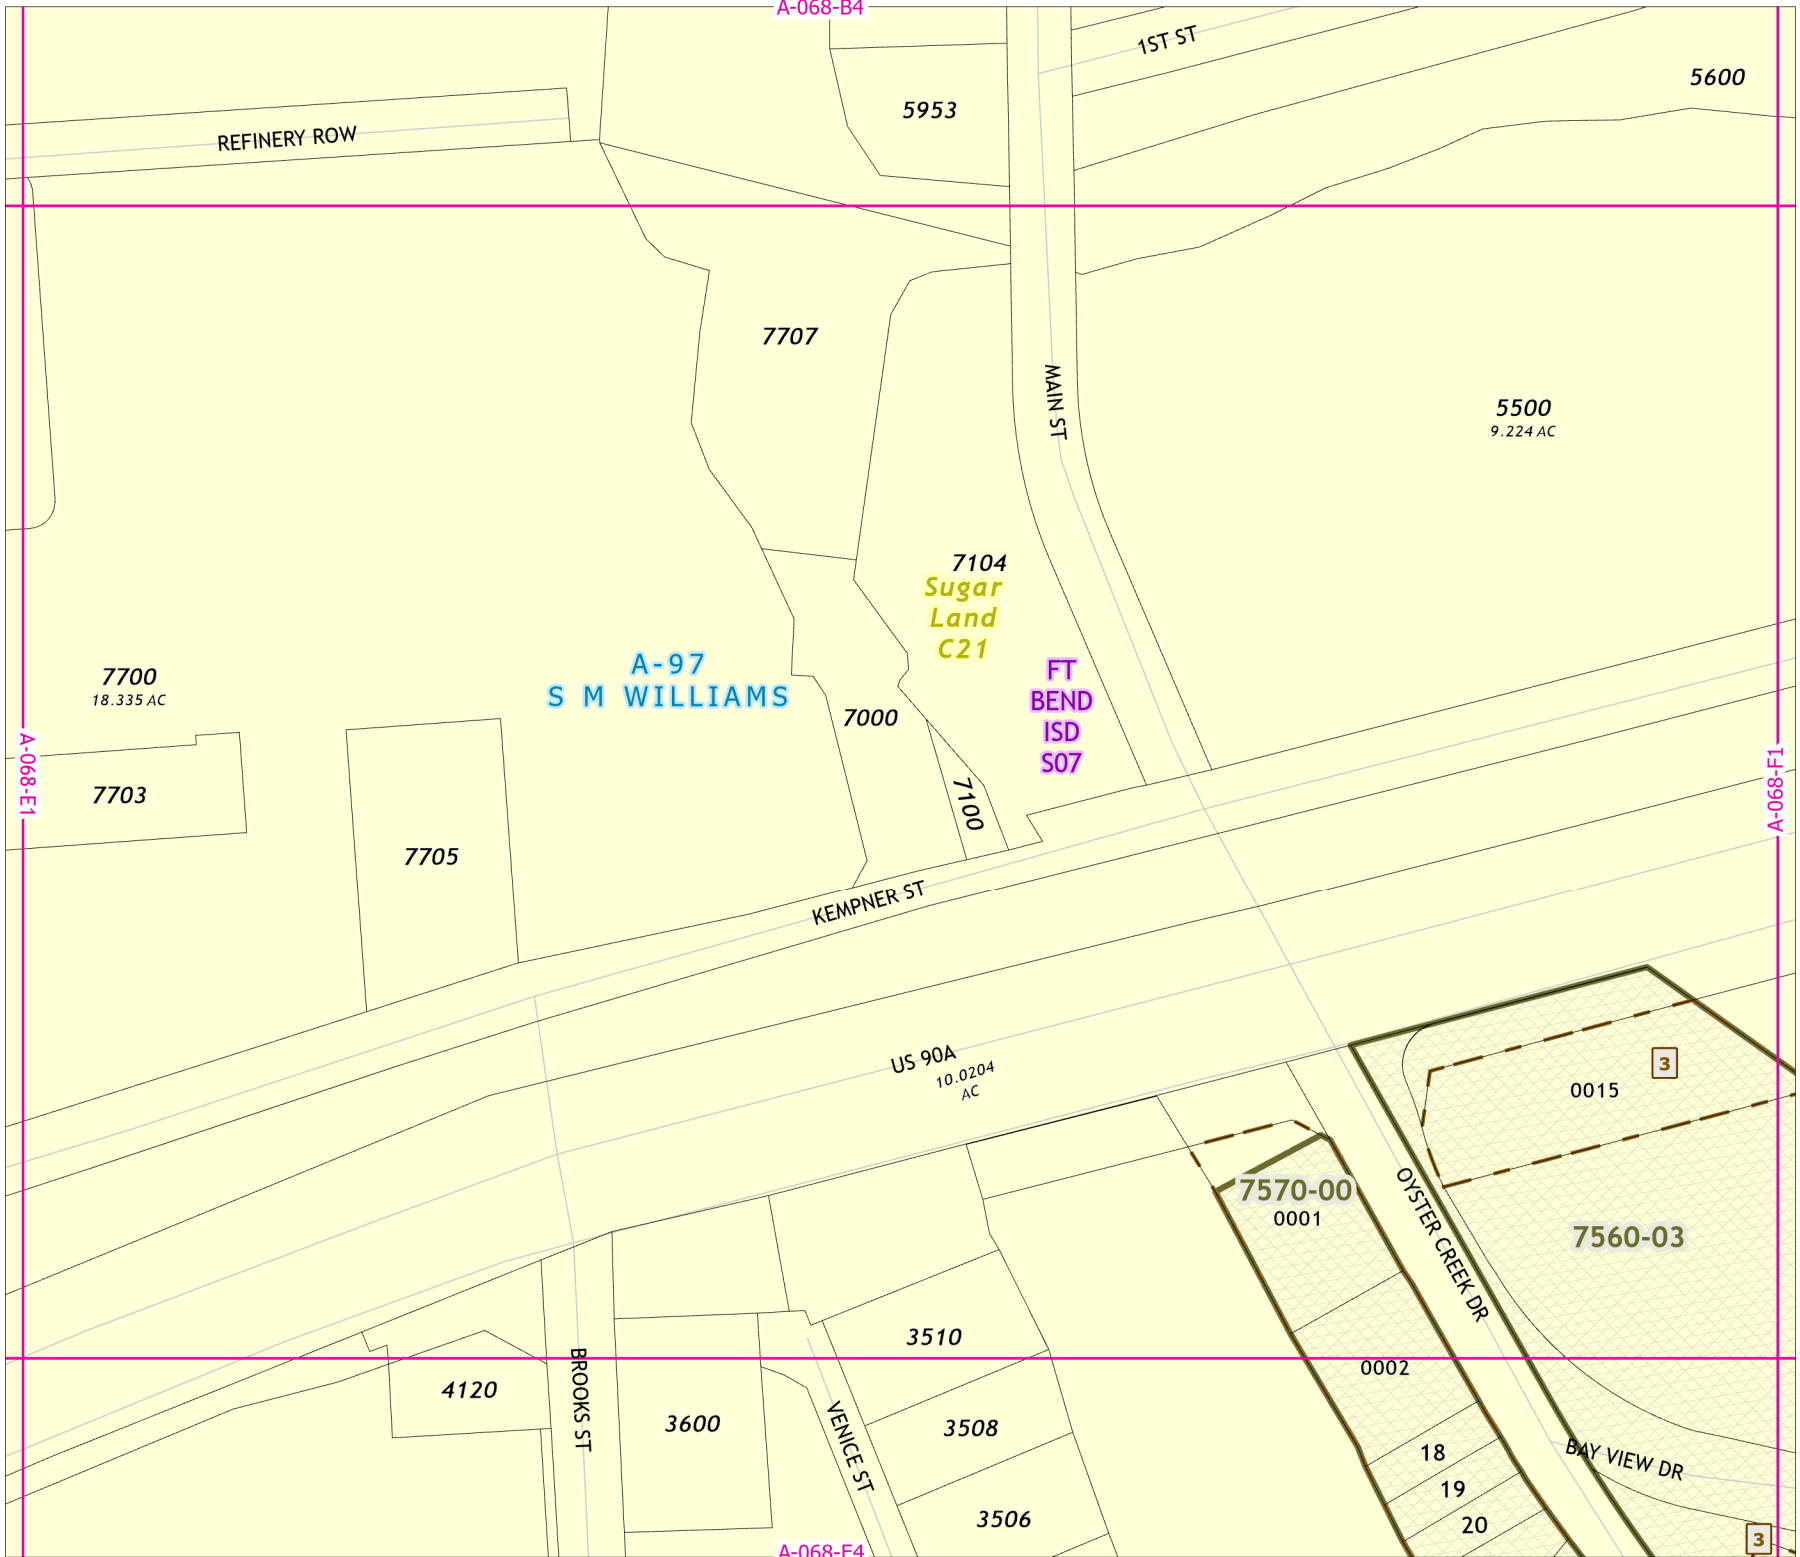 A-068-B4
1ST ST
5600
5953
REFINERY ROW
7707
MAIN ST
5500
9.224 AC
7104
Sugar
Land
C21
A-97
S M WILLIAMS
FT
BEND
ISD
S07
7700
18.335 AC
7000
A-068-E1
A-068-F1
7703
7100
7705
KEMPNER ST
US 90A
10.0204
AC
3
0015
7570-00
0001
OYSTER CREEK DR
7560-03
3510
0002
4120
BROOKS ST
3600
VENICE ST
3508
18
BAY VIEW DR
19
3506
20
3
A-068-F4